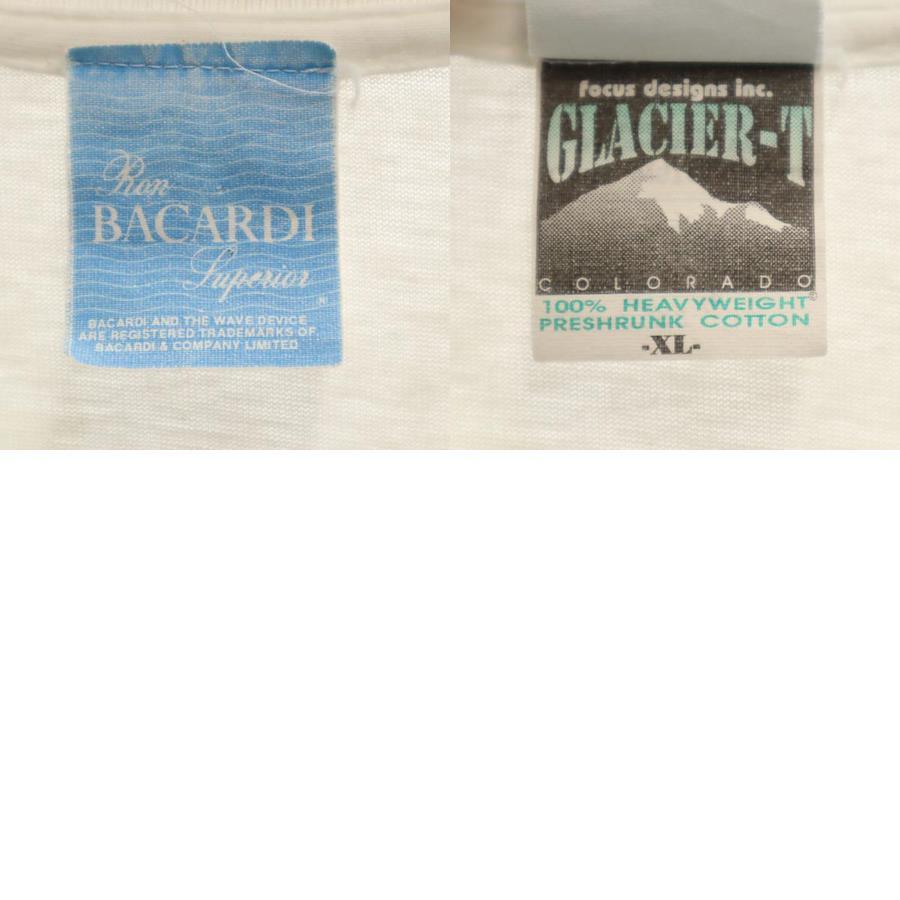 Ron
BACARDI
Superior
®
BACARDI AND THE WAVE DEVICE
ARE REGISTERED TRADEMARKS OF
BACARDI & COMPANY LIMITED
focus designs inc.
GLACIER-T
COLORADO
©
100% HEAVYWEIGHT
PRESHRUNK COTTON
-XL-